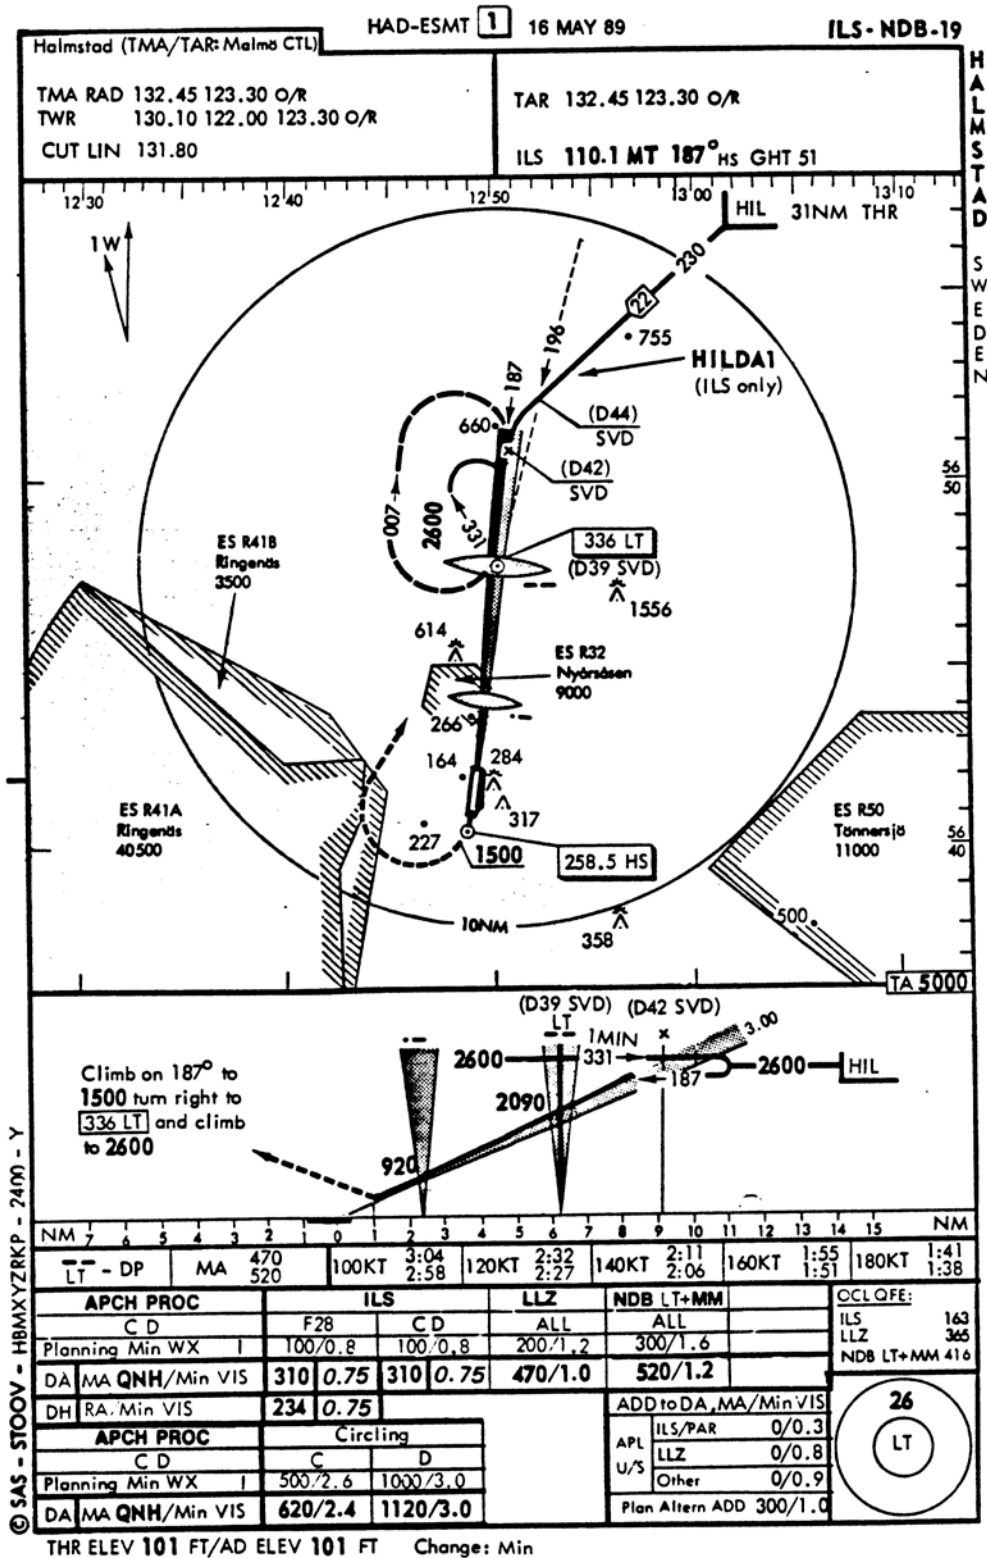 HAD-ESMT 1 16 MAY 89 ILS-NDB-19
HALMSTAD SWEDEN
Halmstad (TMA/TAR: Malmö CTL)
TMA RAD 132.45 123.30 O/R
TWR 130.10 122.00 123.30 O/R
CUT LIN 131.80
TAR 132.45 123.30 O/R
ILS 110.1 MT 187° HS GHT 51
12'30 12'40 12'50 13'00 13'10
HIL 31NM THR
1W
230
22
196
755
187
HILDA1
(ILS only)
660
(D44)
SVD
(D42)
SVD
56
50
007
2600
331
336 LT
(D39 SVD)
ES R41B
Ringenäs
3500
1556
614
ES R32
Nyårsåsen
9000
266
164
284
317
ES R41A
Ringenäs
40500
227
1500
258.5 HS
ES R50
Tönnersjö
11000
56
40
10NM
358
500
TA 5000
(D39 SVD) (D42 SVD)
LT
1MIN
3.00
2600 331 2600 HIL
187
2090
920
Climb on 187° to
1500 turn right to
336 LT and climb
to 2600
NM 7 6 5 4 3 2 1 0 1 2 3 4 5 6 7 8 9 10 11 12 13 14 15 NM
LT - DP MA 470 520 100KT 3:04 2:58 120KT 2:32 2:27 140KT 2:11 2:06 160KT 1:55 1:51 180KT 1:41 1:38
APCH PROC ILS LLZ NDB LT+MM
C D F28 C D ALL ALL
Planning Min WX I 100/0.8 100/0.8 200/1.2 300/1.6
DA MA QNH/Min VIS 310 0.75 310 0.75 470/1.0 520/1.2
DH RA/Min VIS 234 0.75
OCL QFE:
ILS 163
LLZ 365
NDB LT+MM 416
APCH PROC Circling
C D C D
Planning Min WX I 500/2.6 1000/3.0
DA MA QNH/Min VIS 620/2.4 1120/3.0
ADD to DA, MA/Min VIS
APL U/S
ILS/PAR 0/0.3
LLZ 0/0.8
Other 0/0.9
Plan Altern ADD 300/1.0
26
LT
© SAS - STOOV - HBMXYZRKP - 2400 - Y
THR ELEV 101 FT/AD ELEV 101 FT Change: Min